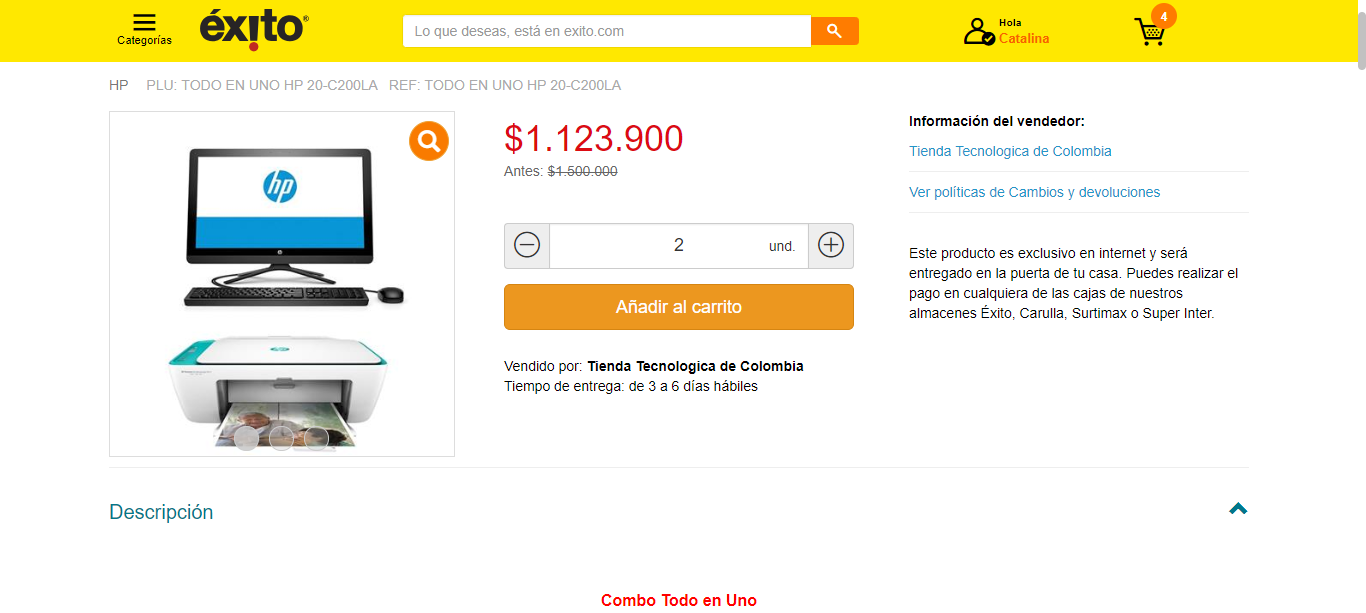 Categorías
éxito®
Lo que deseas, está en exito.com
Hola
Catalina
4
HP PLU: TODO EN UNO HP 20-C200LA REF: TODO EN UNO HP 20-C200LA
hp
$1.123.900
Antes: $1.500.000
2 und.
Añadir al carrito
Vendido por: Tienda Tecnologica de Colombia
Tiempo de entrega: de 3 a 6 días hábiles
Información del vendedor:
Tienda Tecnologica de Colombia
Ver políticas de Cambios y devoluciones
Este producto es exclusivo en internet y será
entregado en la puerta de tu casa. Puedes realizar el
pago en cualquiera de las cajas de nuestros
almacenes Éxito, Carulla, Surtimax o Super Inter.
Descripción
Combo Todo en Uno